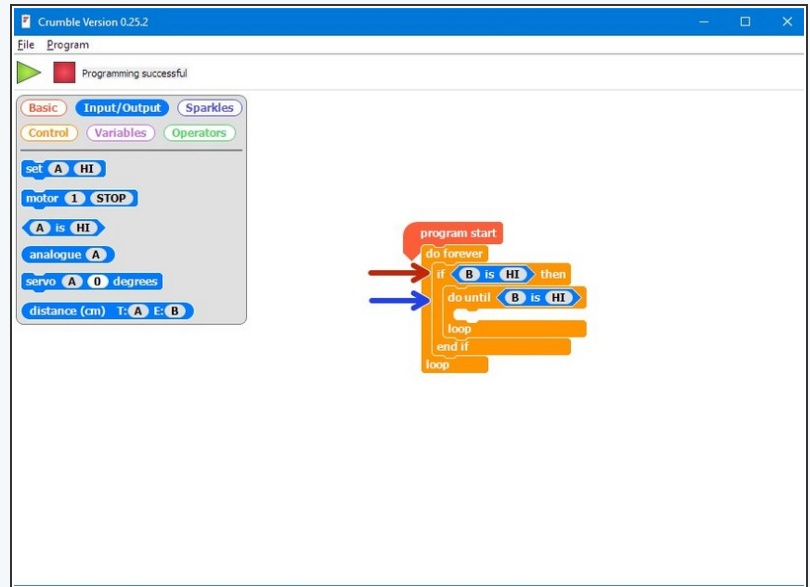 Crumble Version 0.25.2
File Program
Programming successful
Basic Input/Output Sparkles
Control Variables Operators
set A HI
motor 1 STOP
A is HI
analogue A
servo A 0 degrees
distance (cm) T: A E: B
program start
do forever
if B is HI then
do until B is HI
loop
end if
loop